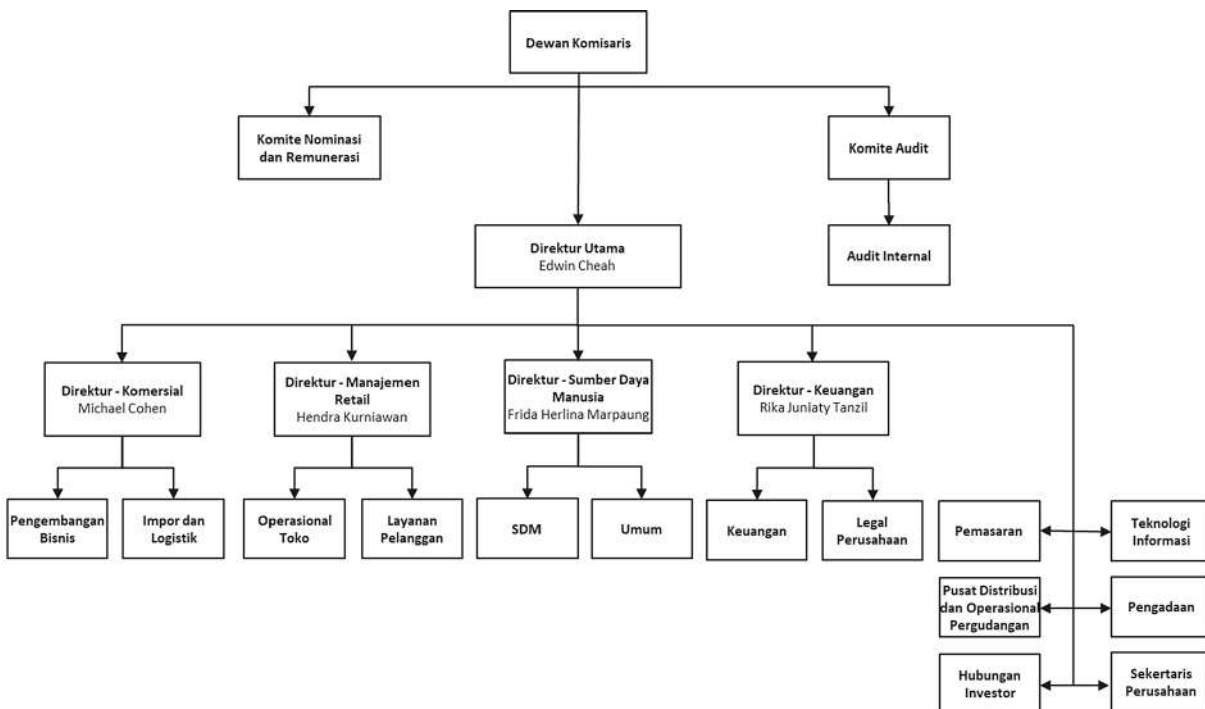 Dewan Komisaris
Komite Nominasi
dan Remunerasi
Komite Audit
Direktur Utama
Edwin Cheah
Audit Internal
Direktur - Komersial
Michael Cohen
Direktur - Manajemen
Retail
Hendra Kurniawan
Direktur - Sumber Daya
Manusia
Frida Herlina Marpaung
Direktur - Keuangan
Rika Juniaty Tanzil
Pengembangan
Bisnis
Impor dan
Logistik
Operasional
Toko
Layanan
Pelanggan
SDM
Umum
Keuangan
Legal
Perusahaan
Pemasaran
Teknologi
Informasi
Pusat Distribusi
dan Operasional
Pergudangan
Pengadaan
Hubungan
Investor
Sekertaris
Perusahaan